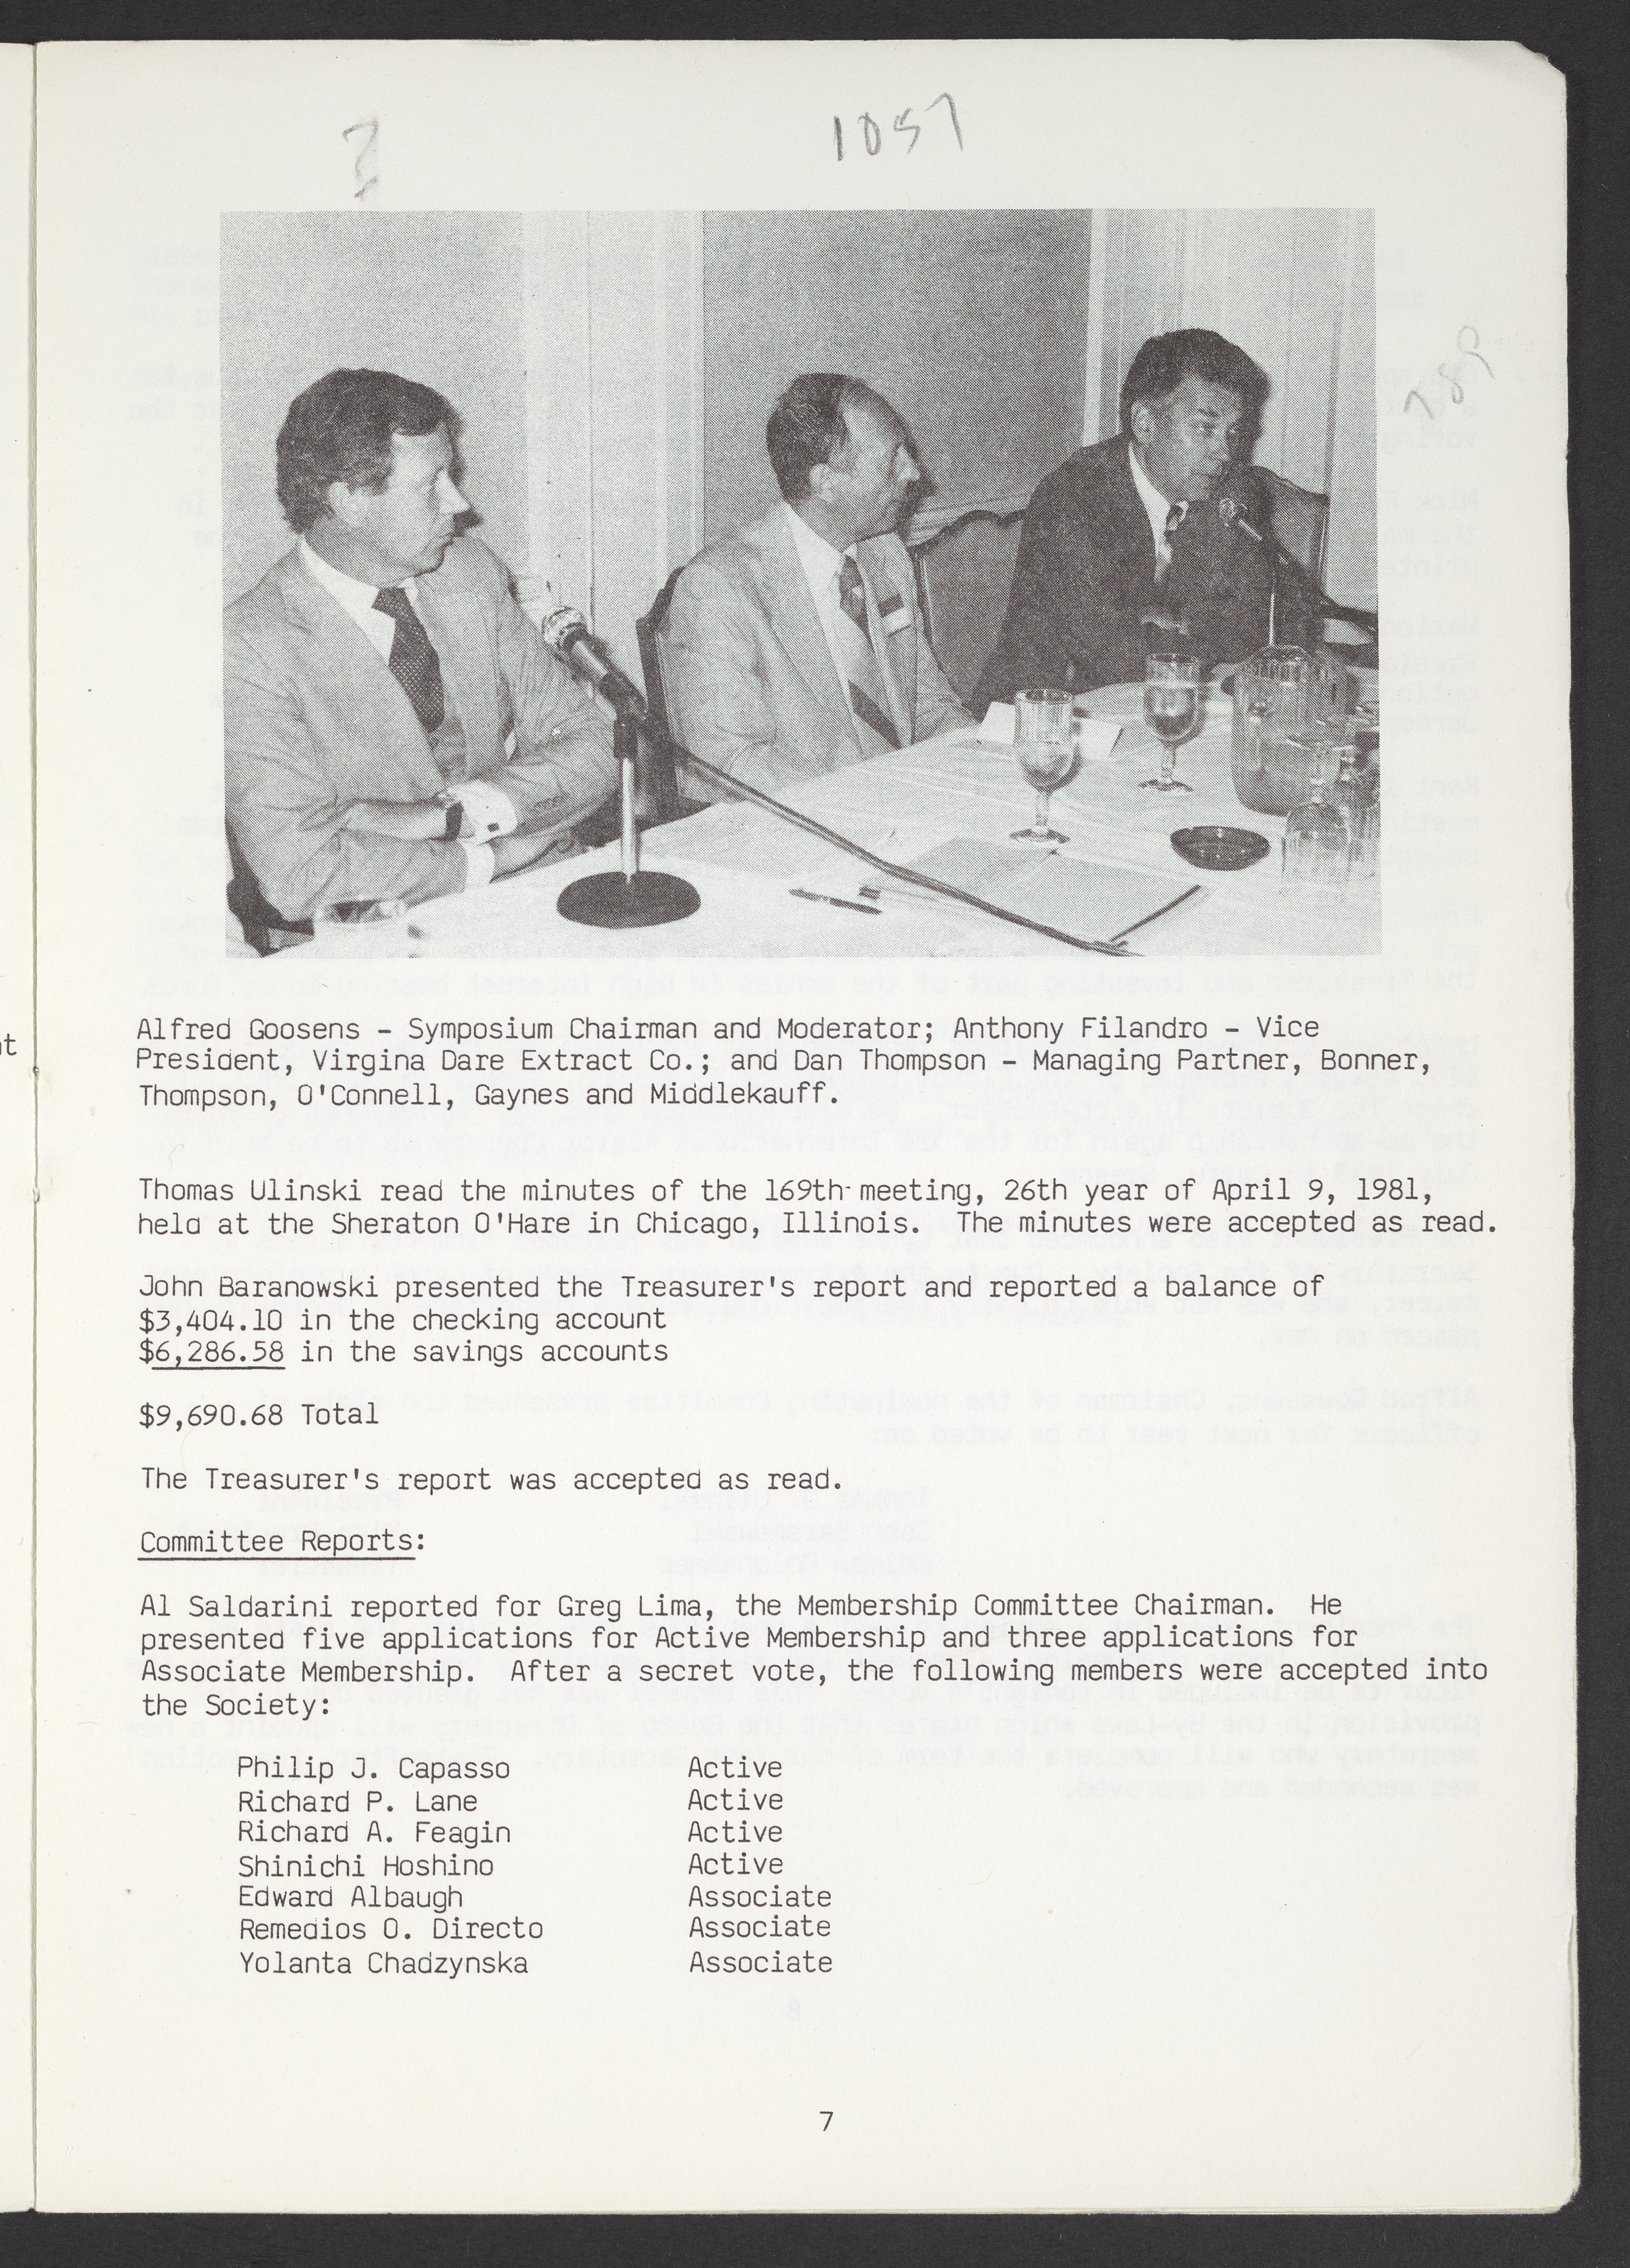 1057
789
Alfred Goosens - Symposium Chairman and Moderator; Anthony Filandro - Vice
President, Virgina Dare Extract Co.; and Dan Thompson - Managing Partner, Bonner,
Thompson, O'Connell, Gaynes and Middlekauff.
Thomas Ulinski read the minutes of the 169th meeting, 26th year of April 9, 1981,
held at the Sheraton O'Hare in Chicago, Illinois. The minutes were accepted as read.
John Baranowski presented the Treasurer's report and reported a balance of
$3,404.10 in the checking account
$6,286.58 in the savings accounts
$9,690.68 Total
The Treasurer's report was accepted as read.
Committee Reports:
Al Saldarini reported for Greg Lima, the Membership Committee Chairman. He
presented five applications for Active Membership and three applications for
Associate Membership. After a secret vote, the following members were accepted into
the Society:
Philip J. Capasso Active
Richard P. Lane Active
Richard A. Feagin Active
Shinichi Hoshino Active
Edward Albaugh Associate
Remedios O. Directo Associate
Yolanta Chadzynska Associate
7